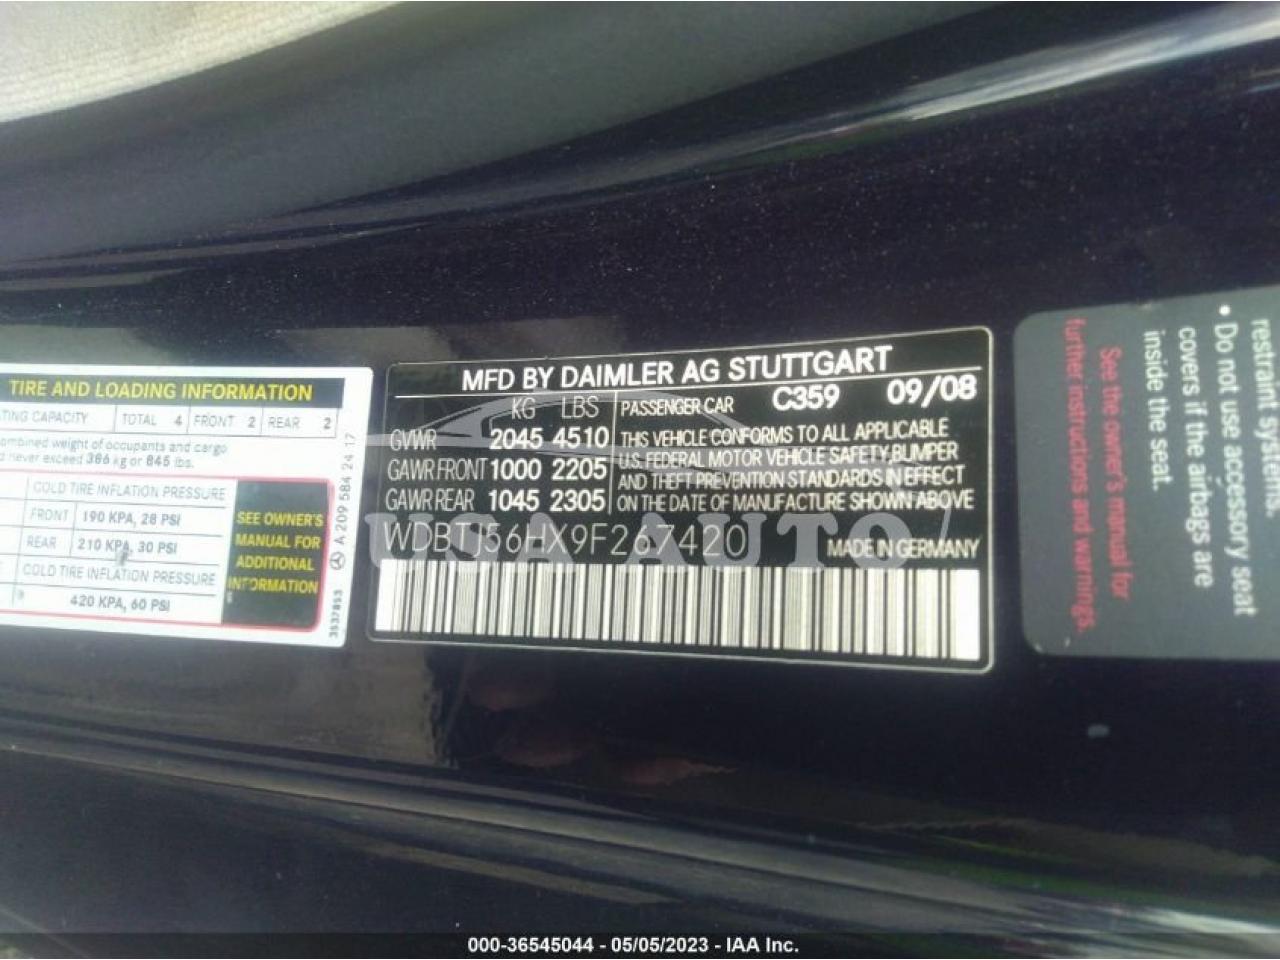 TIRE AND LOADING INFORMATION
ATING CAPACITY TOTAL 4 FRONT 2 REAR 2
combined weight of occupants and cargo
d never exceed 386 kg or 845 lbs.
COLD TIRE INFLATION PRESSURE
FRONT 190 KPA, 28 PSI
REAR 210 KPA, 30 PSI
COLD TIRE INFLATION PRESSURE
420 KPA, 60 PSI
SEE OWNER'S
MANUAL FOR
ADDITIONAL
INFORMATION
A 209 584 24 17
3537853
MFD BY DAIMLER AG STUTTGART
KG LBS PASSENGER CAR C359 09/08
GVWR 2045 4510
GAWR FRONT 1000 2205
GAWR REAR 1045 2305
THIS VEHICLE CONFORMS TO ALL APPLICABLE
U.S. FEDERAL MOTOR VEHICLE SAFETY,BUMPER
AND THEFT PREVENTION STANDARDS IN EFFECT
ON THE DATE OF MANUFACTURE SHOWN ABOVE
WDBTJ56HX9F267420 MADE IN GERMANY
USA AUTO
restraint systems.
• Do not use accessory seat
covers if the airbags are
inside the seat.
See the owner's manual for
further instructions and warnings.
000-36545044 - 05/05/2023 - IAA Inc.